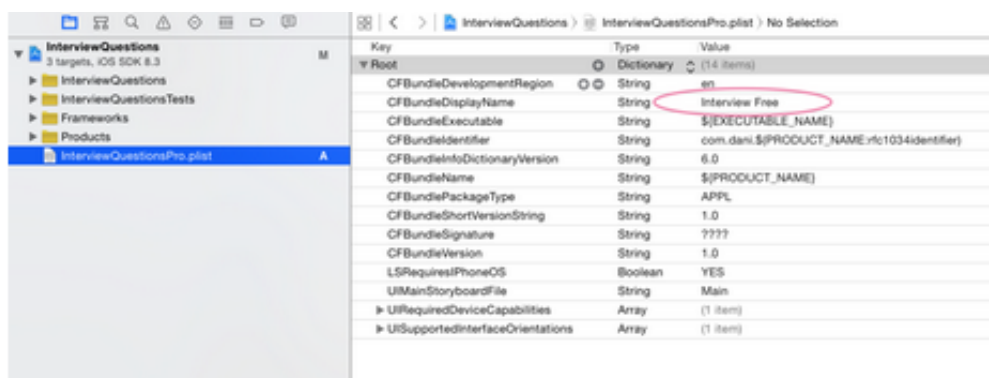 InterviewQuestions > InterviewQuestionsPro.plist > No Selection
InterviewQuestions M
3 targets, iOS SDK 8.3
InterviewQuestions
InterviewQuestionsTests
Frameworks
Products
InterviewQuestionsPro.plist A
Key Type Value
Root Dictionary (14 items)
CFBundleDevelopmentRegion String en
CFBundleDisplayName String Interview Free
CFBundleExecutable String ${EXECUTABLE_NAME}
CFBundleIdentifier String com.dani.$(PRODUCT_NAME:rfc1034identifier)
CFBundleInfoDictionaryVersion String 6.0
CFBundleName String ${PRODUCT_NAME}
CFBundlePackageType String APPL
CFBundleShortVersionString String 1.0
CFBundleSignature String ????
CFBundleVersion String 1.0
LSRequiresIPhoneOS Boolean YES
UIMainStoryboardFile String Main
UIRequiredDeviceCapabilities Array (1 item)
UISupportedInterfaceOrientations Array (1 item)